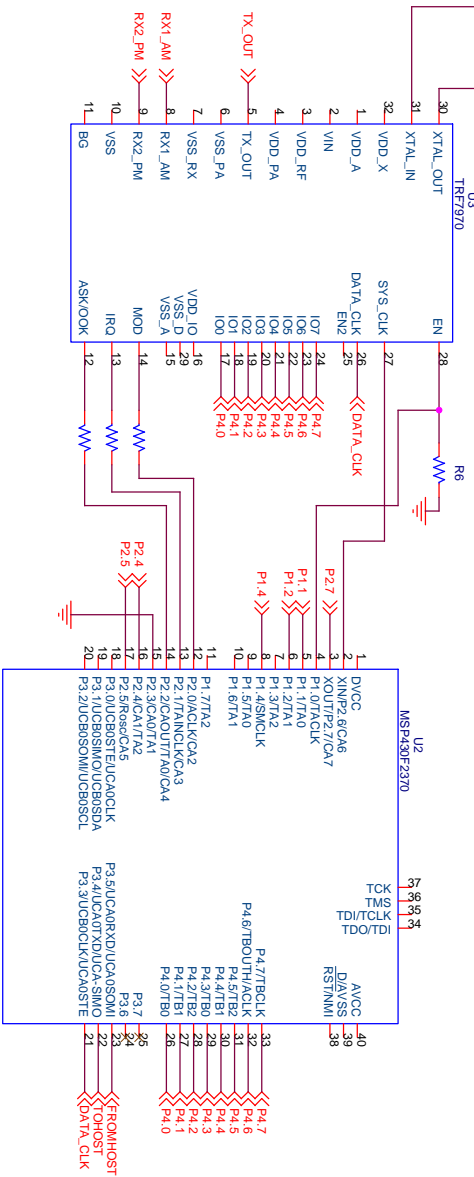 RX2_PM
RX1_AM
TX_OUT
U3
TRF7970
30 XTAL_OUT
31 XTAL_IN
32 VDD_X
1 VDD_A
2 VIN
3 VDD_RF
4 VDD_PA
5 TX_OUT
6 VSS_PA
7 VSS_RX
8 RX1_AM
9 RX2_PM
10 VSS
11 BG
EN 28
SYS_CLK 27
DATA_CLK 26
EN2 25
IO7 24
IO6 23
IO5 22
IO4 21
IO3 20
IO2 19
IO1 18
IO0 17
VDD_IO 16
VSS_D 29
VSS_A 15
MOD 14
IRQ 13
ASK/OOK 12
DATA_CLK
P4.7
P4.6
P4.5
P4.4
P4.3
P4.2
P4.1
P4.0
R6
P2.7
P1.1
P1.2
P1.4
P2.4
P2.5
U2
MSP430F2370
1 DVCC
2 XIN/P2.6/CA6
3 XOUT/P2.7/CA7
4 P1.0/TACLK
5 P1.1/TA0
6 P1.2/TA1
7 P1.3/TA2
8 P1.4/SMCLK
9 P1.5/TA0
10 P1.6/TA1
11 P1.7/TA2
12 P2.0/ACLK/CA2
13 P2.1/TAINCLK/CA3
14 P2.2/CAOUT/TA0/CA4
15 P2.3/CA0/TA1
16 P2.4/CA1/TA2
17 P2.5/Rosc/CA5
18 P3.0/UCB0STE/UCA0CLK
19 P3.1/UCB0SIMO/UCB0SDA
20 P3.2/UCB0SOMI/UCB0SCL
TCK 37
TMS 36
TDI/TCLK 35
TDO/TDI 34
AVCC 40
D/AVSS 39
RST/NMI 38
P4.7/TBCLK 33
P4.6/TBOUTH/ACLK 32
P4.5/TB2 31
P4.4/TB1 30
P4.3/TB0 29
P4.2/TB2 28
P4.1/TB1 27
P4.0/TB0 26
P3.7 25
P3.6 24
P3.5/UCA0RXD/UCA0SOMI 23
P3.4/UCA0TXD/UCA-SIMO 22
P3.3/UCB0CLK/UCA0STE 21
P4.7
P4.6
P4.5
P4.4
P4.3
P4.2
P4.1
P4.0
FROMHOST
TOHOST
DATA_CLK